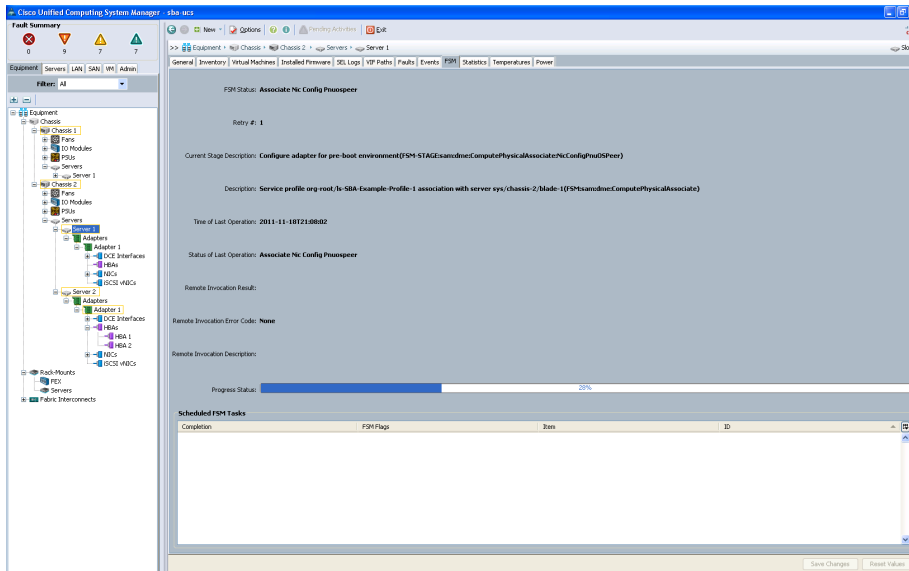 Cisco Unified Computing System Manager - sba-ucs
Fault Summary
0 9 7 7
New Options Pending Activities Exit
>> Equipment Chassis Chassis 2 Servers Server 1
Equipment Servers LAN SAN VM Admin
General Inventory Virtual Machines Installed Firmware SEL Logs VIF Paths Faults Events FSM Statistics Temperatures Power
Filter: All
Equipment
Chassis
Chassis 1
Fans
IO Modules
PSUs
Servers
Server 1
Chassis 2
Fans
IO Modules
PSUs
Servers
Server 1
Adapters
Adapter 1
DCE Interfaces
HBAs
NICs
iSCSI vNICs
Server 2
Adapters
Adapter 1
DCE Interfaces
HBAs
HBA 1
HBA 2
NICs
iSCSI vNICs
Rack-Mounts
FEX
Servers
Fabric Interconnects
FSM Status: Associate Nic Config Pnuospeer
Retry #: 1
Current Stage Description: Configure adapter for pre-boot environment(FSM-STAGE:sam:dme:ComputePhysicalAssociate:NicConfigPnuOSPeer)
Description: Service profile org-root/ls-SBA-Example-Profile-1 association with server sys/chassis-2/blade-1(FSM:sam:dme:ComputePhysicalAssociate)
Time of Last Operation: 2011-11-18T21:08:02
Status of Last Operation: Associate Nic Config Pnuospeer
Remote Invocation Result:
Remote Invocation Error Code: None
Remote Invocation Description:
Progress Status: 28%
Scheduled FSM Tasks
Completion FSM Flags Item ID
Save Changes Reset Values